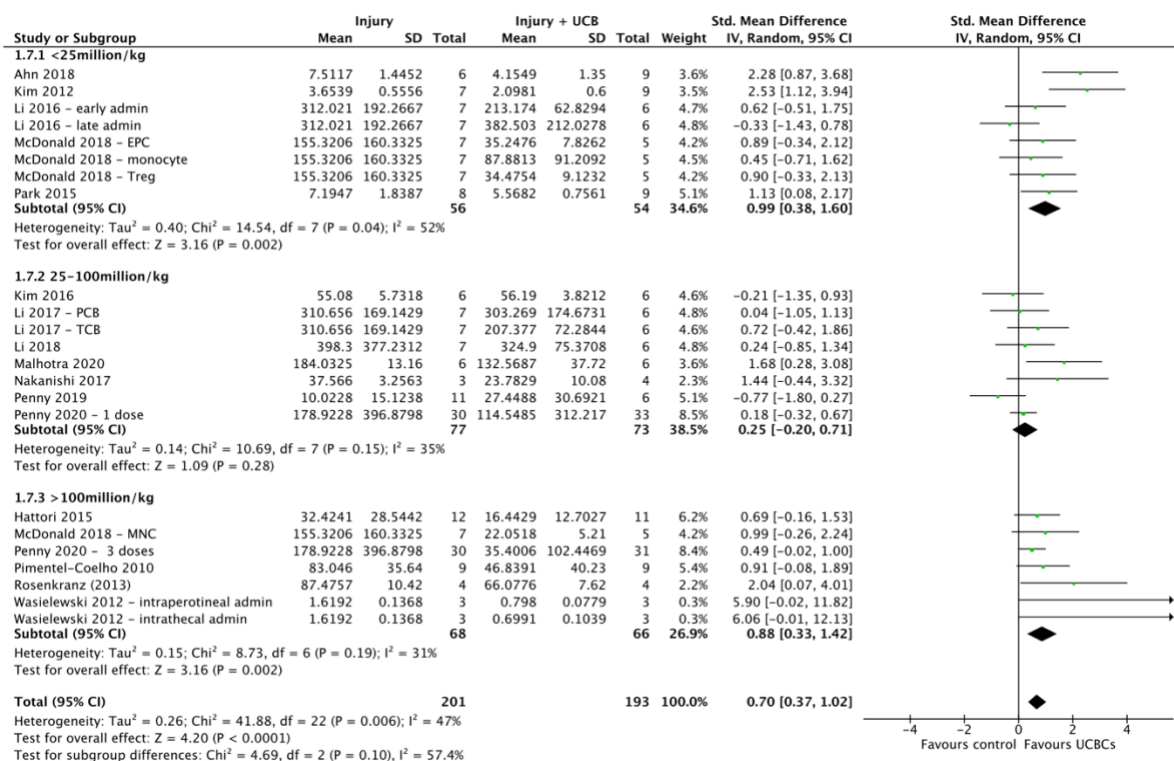 Injury Injury + UCB Std. Mean Difference Std. Mean Difference
Study or Subgroup Mean SD Total Mean SD Total Weight IV, Random, 95% CI IV, Random, 95% CI
1.7.1 <25million/kg
Ahn 2018 7.5117 1.4452 6 4.1549 1.35 9 3.6% 2.28 [0.87, 3.68]
Kim 2012 3.6539 0.5556 7 2.0981 0.6 9 3.5% 2.53 [1.12, 3.94]
Li 2016 – early admin 312.021 192.2667 7 213.174 62.8294 6 4.7% 0.62 [-0.51, 1.75]
Li 2016 – late admin 312.021 192.2667 7 382.503 212.0278 6 4.8% -0.33 [-1.43, 0.78]
McDonald 2018 – EPC 155.3206 160.3325 7 35.2476 7.8262 5 4.2% 0.89 [-0.34, 2.12]
McDonald 2018 – monocyte 155.3206 160.3325 7 87.8813 91.2092 5 4.5% 0.45 [-0.71, 1.62]
McDonald 2018 – Treg 155.3206 160.3325 7 34.4754 9.1232 5 4.2% 0.90 [-0.33, 2.13]
Park 2015 7.1947 1.8387 8 5.5682 0.7561 9 5.1% 1.13 [0.08, 2.17]
Subtotal (95% CI) 56 54 34.6% 0.99 [0.38, 1.60]
Heterogeneity: Tau² = 0.40; Chi² = 14.54, df = 7 (P = 0.04); I² = 52%
Test for overall effect: Z = 3.16 (P = 0.002)
1.7.2 25-100million/kg
Kim 2016 55.08 5.7318 6 56.19 3.8212 6 4.6% -0.21 [-1.35, 0.93]
Li 2017 – PCB 310.656 169.1429 7 303.269 174.6731 6 4.8% 0.04 [-1.05, 1.13]
Li 2017 – TCB 310.656 169.1429 7 207.377 72.2844 6 4.6% 0.72 [-0.42, 1.86]
Li 2018 398.3 377.2312 7 324.9 75.3708 6 4.8% 0.24 [-0.85, 1.34]
Malhotra 2020 184.0325 13.16 6 132.5687 37.72 6 3.6% 1.68 [0.28, 3.08]
Nakanishi 2017 37.566 3.2563 3 23.7829 10.08 4 2.3% 1.44 [-0.44, 3.32]
Penny 2019 10.0228 15.1238 11 27.4488 30.6921 6 5.1% -0.77 [-1.80, 0.27]
Penny 2020 – 1 dose 178.9228 396.8798 30 114.5485 312.217 33 8.5% 0.18 [-0.32, 0.67]
Subtotal (95% CI) 77 73 38.5% 0.25 [-0.20, 0.71]
Heterogeneity: Tau² = 0.14; Chi² = 10.69, df = 7 (P = 0.15); I² = 35%
Test for overall effect: Z = 1.09 (P = 0.28)
1.7.3 >100million/kg
Hattori 2015 32.4241 28.5442 12 16.4429 12.7027 11 6.2% 0.69 [-0.16, 1.53]
McDonald 2018 – MNC 155.3206 160.3325 7 22.0518 5.21 5 4.2% 0.99 [-0.26, 2.24]
Penny 2020 – 3 doses 178.9228 396.8798 30 35.4006 102.4469 31 8.4% 0.49 [-0.02, 1.00]
Pimentel-Coelho 2010 83.046 35.64 9 46.8391 40.23 9 5.4% 0.91 [-0.08, 1.89]
Rosenkranz (2013) 87.4757 10.42 4 66.0776 7.62 4 2.2% 2.04 [0.07, 4.01]
Wasielewski 2012 – intraperotineal admin 1.6192 0.1368 3 0.798 0.0779 3 0.3% 5.90 [-0.02, 11.82]
Wasielewski 2012 – intrathecal admin 1.6192 0.1368 3 0.6991 0.1039 3 0.3% 6.06 [-0.01, 12.13]
Subtotal (95% CI) 68 66 26.9% 0.88 [0.33, 1.42]
Heterogeneity: Tau² = 0.15; Chi² = 8.73, df = 6 (P = 0.19); I² = 31%
Test for overall effect: Z = 3.16 (P = 0.002)
Total (95% CI) 201 193 100.0% 0.70 [0.37, 1.02]
Heterogeneity: Tau² = 0.26; Chi² = 41.88, df = 22 (P = 0.006); I² = 47%
Test for overall effect: Z = 4.20 (P < 0.0001)
Test for subgroup differences: Chi² = 4.69, df = 2 (P = 0.10), I² = 57.4%
-4 -2 0 2 4
Favours control Favours UCBCs